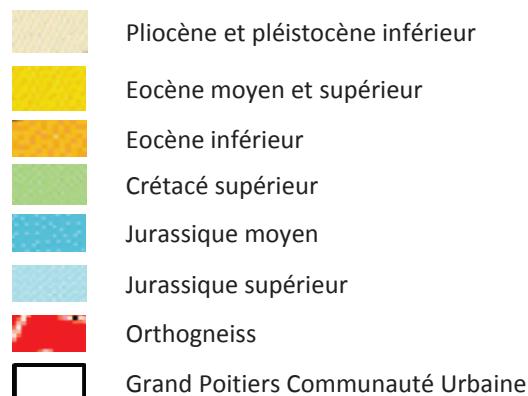 Pliocène et pléistocène inférieur
Eocène moyen et supérieur
Eocène inférieur
Crétacé supérieur
Jurassique moyen
Jurassique supérieur
Orthogneiss
Grand Poitiers Communauté Urbaine